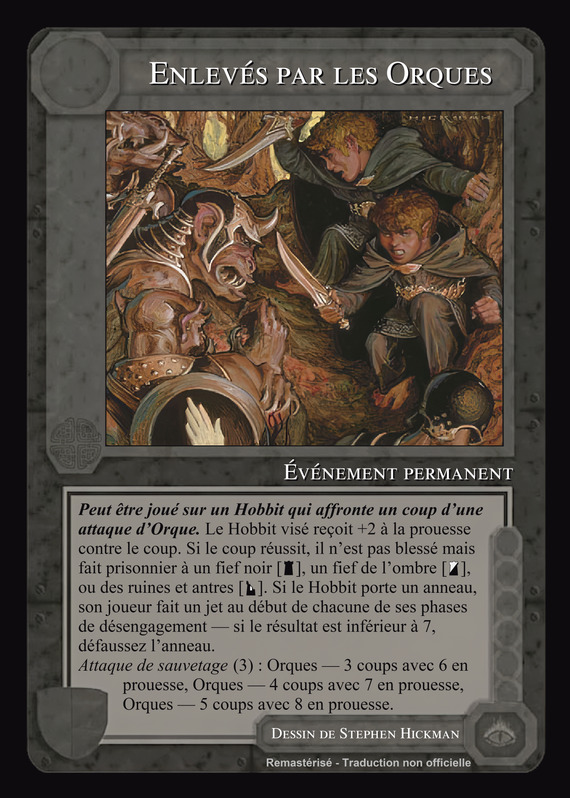 Enlevés par les Orques
Événement permanent
Peut être joué sur un Hobbit qui affronte un coup d'une
attaque d'Orque. Le Hobbit visé reçoit +2 à la prouesse
contre le coup. Si le coup réussit, il n'est pas blessé mais
fait prisonnier à un fief noir [], un fief de l'ombre [],
ou des ruines et antres []. Si le Hobbit porte un anneau,
son joueur fait un jet au début de chacune de ses phases
de désengagement — si le résultat est inférieur à 7,
défaussez l'anneau.
Attaque de sauvetage (3) : Orques — 3 coups avec 6 en
prouesse, Orques — 4 coups avec 7 en prouesse,
Orques — 5 coups avec 8 en prouesse.
Dessin de Stephen Hickman
Remastérisé - Traduction non officielle